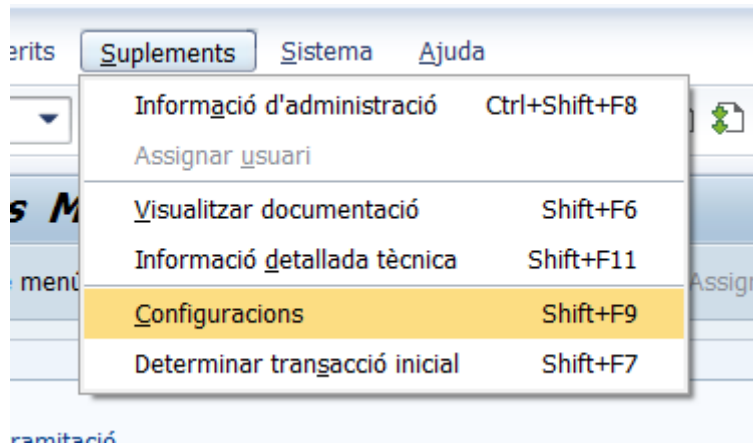 Suplements Sistema Ajuda
Informació d'administració Ctrl+Shift+F8
Assignar usuari
s M
Visualitzar documentació Shift+F6
Informació detallada tècnica Shift+F11
menú
Configuracions Shift+F9
Determinar transacció inicial Shift+F7